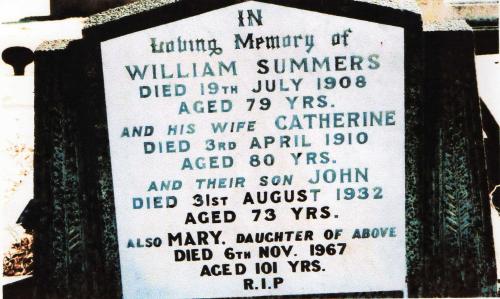 IN
Loving Memory of
WILLIAM SUMMERS
DIED 19TH JULY 1908
AGED 79 YRS.
AND HIS WIFE CATHERINE
DIED 3RD APRIL 1910
AGED 80 YRS.
AND THEIR SON JOHN
DIED 31ST AUGUST 1932
AGED 73 YRS.
ALSO MARY, DAUGHTER OF ABOVE
DIED 6TH NOV. 1967
AGED 101 YRS.
R.I.P